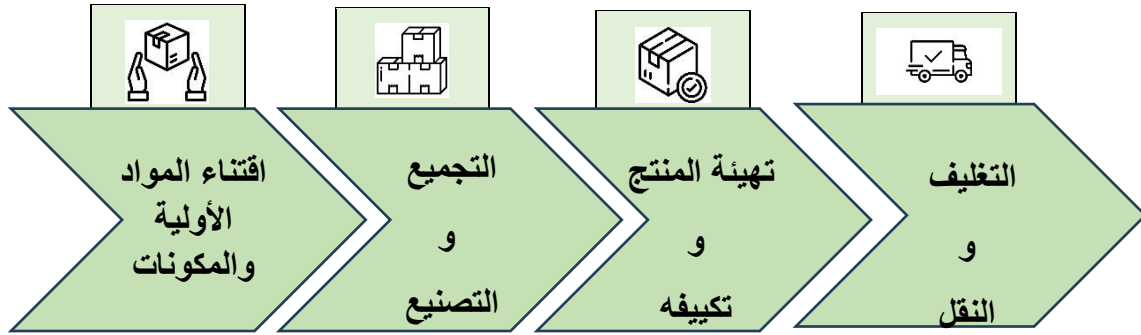 اقتناء المواد
الأولية
والمكونات
التجميع
و
التصنيع
تهيئة المنتج
و
تكييفه
التغليف
و
النقل